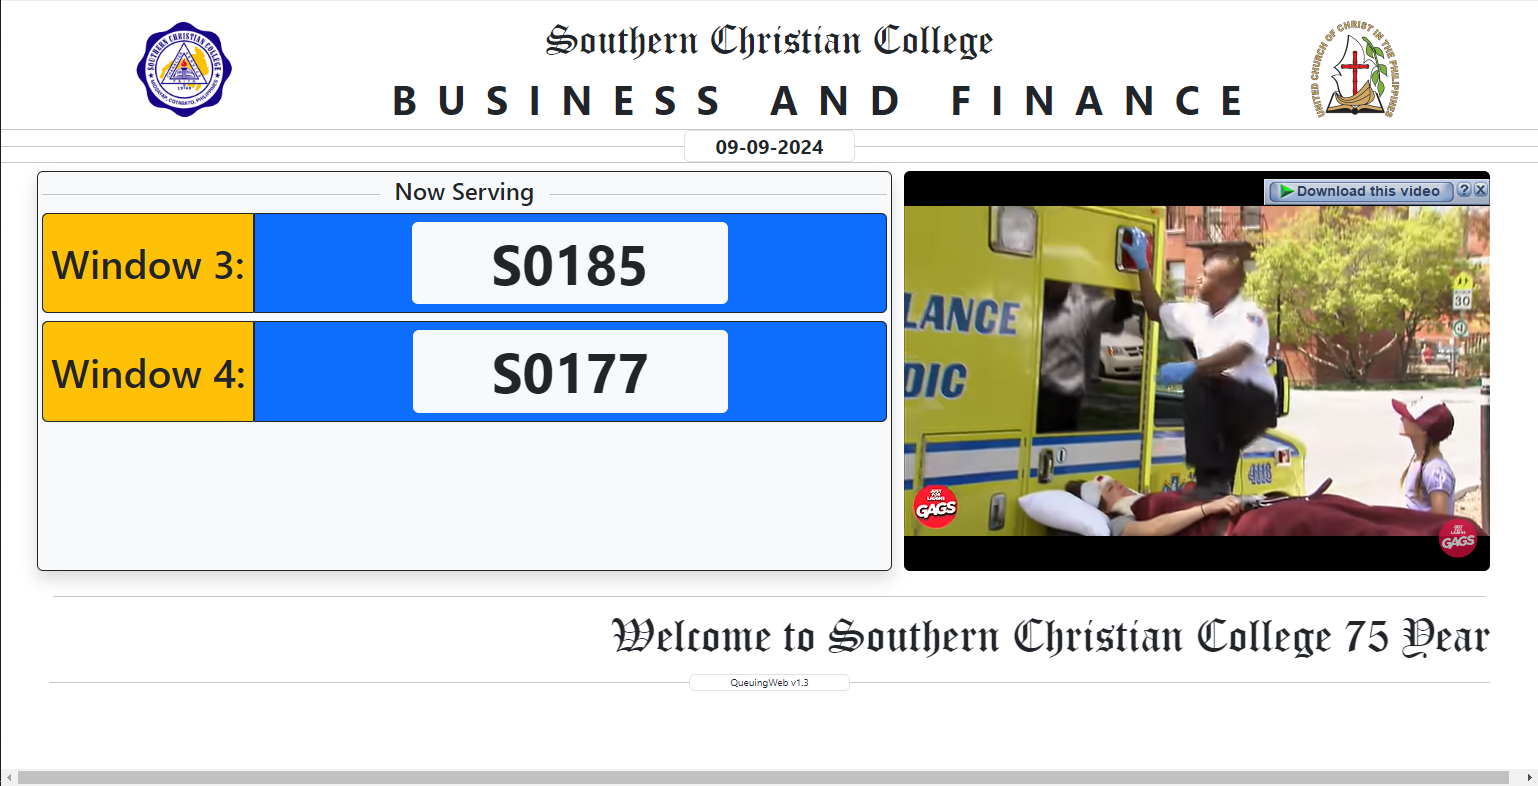 Southern Christian College
BUSINESS AND FINANCE
SOUTHERN CHRISTIAN COLLEGE
MIDSAYAP, COTABATO, PHILIPPINES
UNITED CHURCH OF CHRIST IN THE PHILIPPINES
09-09-2024
Now Serving
Window 3:
S0185
Window 4:
S0177
Download this video
?
X
LANCE
DIC
30
4118
JUST FOR LAUGHS
GAGS
JUST FOR LAUGHS
GAGS
Welcome to Southern Christian College 75 Year
QueuingWeb v1.3